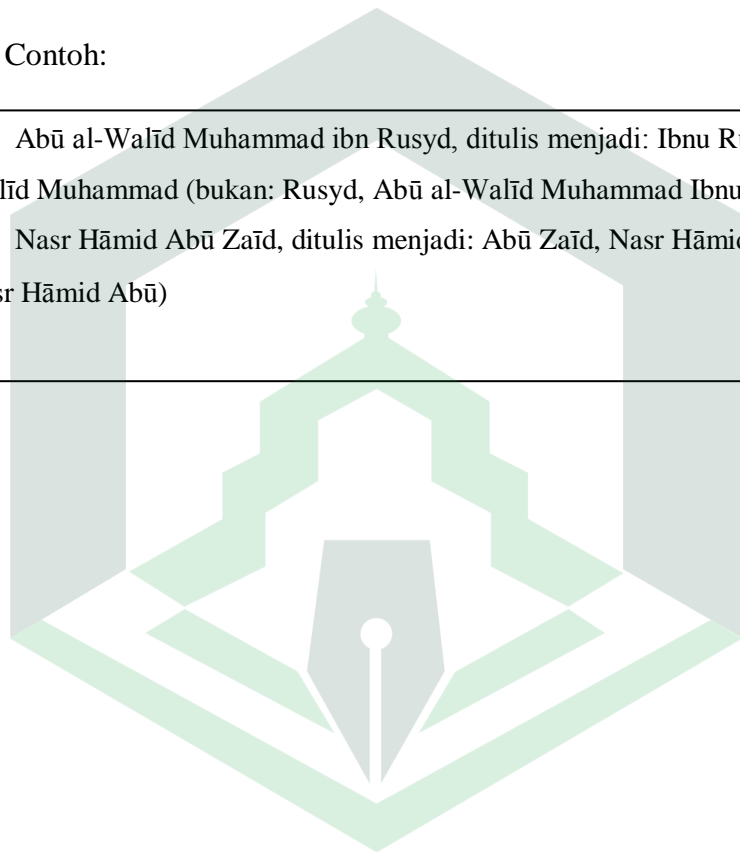 Contoh:
Abū al-Walīd Muhammad ibn Rusyd, ditulis menjadi: Ibnu
līd Muhammad (bukan: Rusyd, Abū al-Walīd Muhammad Ibnu
Nasr Hāmid Abū Zaīd, ditulis menjadi: Abū Zaīd, Nasr
Hāmid Abū)